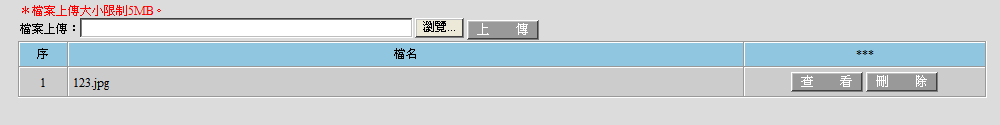 ＊檔案上傳大小限制5MB。
檔案上傳： 瀏覽... 上 傳
序 檔名 ***
1 123.jpg 查 看 刪 除